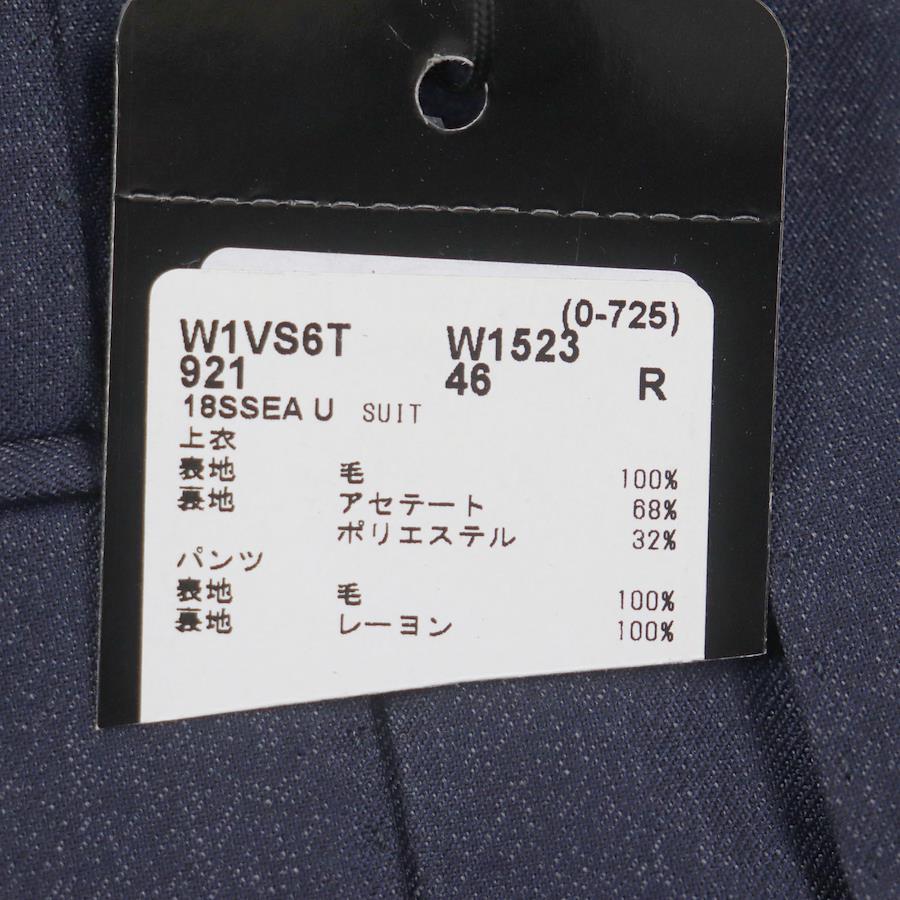 (0-725)
W1VS6T W1523
921 46 R
18SSEA U SUIT
上衣
表地 毛 100%
裏地 アセテート 68%
ポリエステル 32%
パンツ
表地 毛 100%
裏地 レーヨン 100%